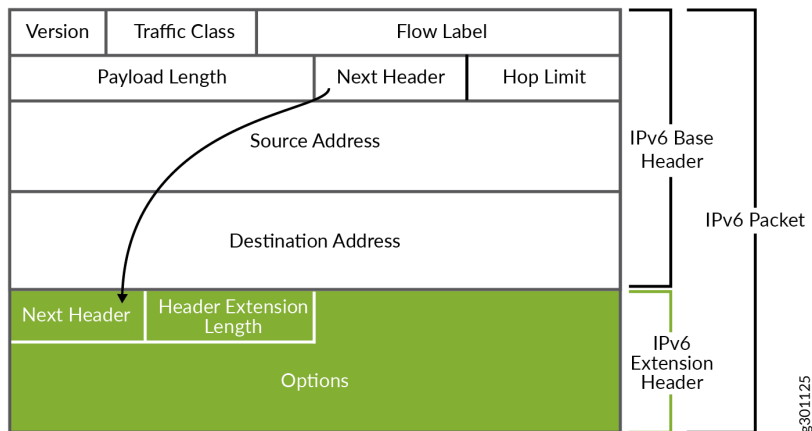 Version Traffic Class Flow Label
Payload Length Next Header Hop Limit
Source Address
Destination Address
Next Header Header Extension
Length
Options
IPv6 Base
Header
IPv6 Packet
IPv6
Extension
Header
g301125